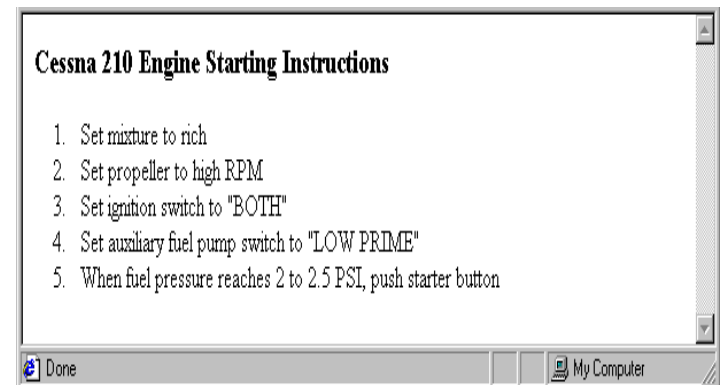 Cessna 210 Engine Starting Instructions
1. Set mixture to rich
2. Set propeller to high RPM
3. Set ignition switch to "BOTH"
4. Set auxiliary fuel pump switch to "LOW PRIME"
5. When fuel pressure reaches 2 to 2.5 PSI, push starter button
Done
My Computer